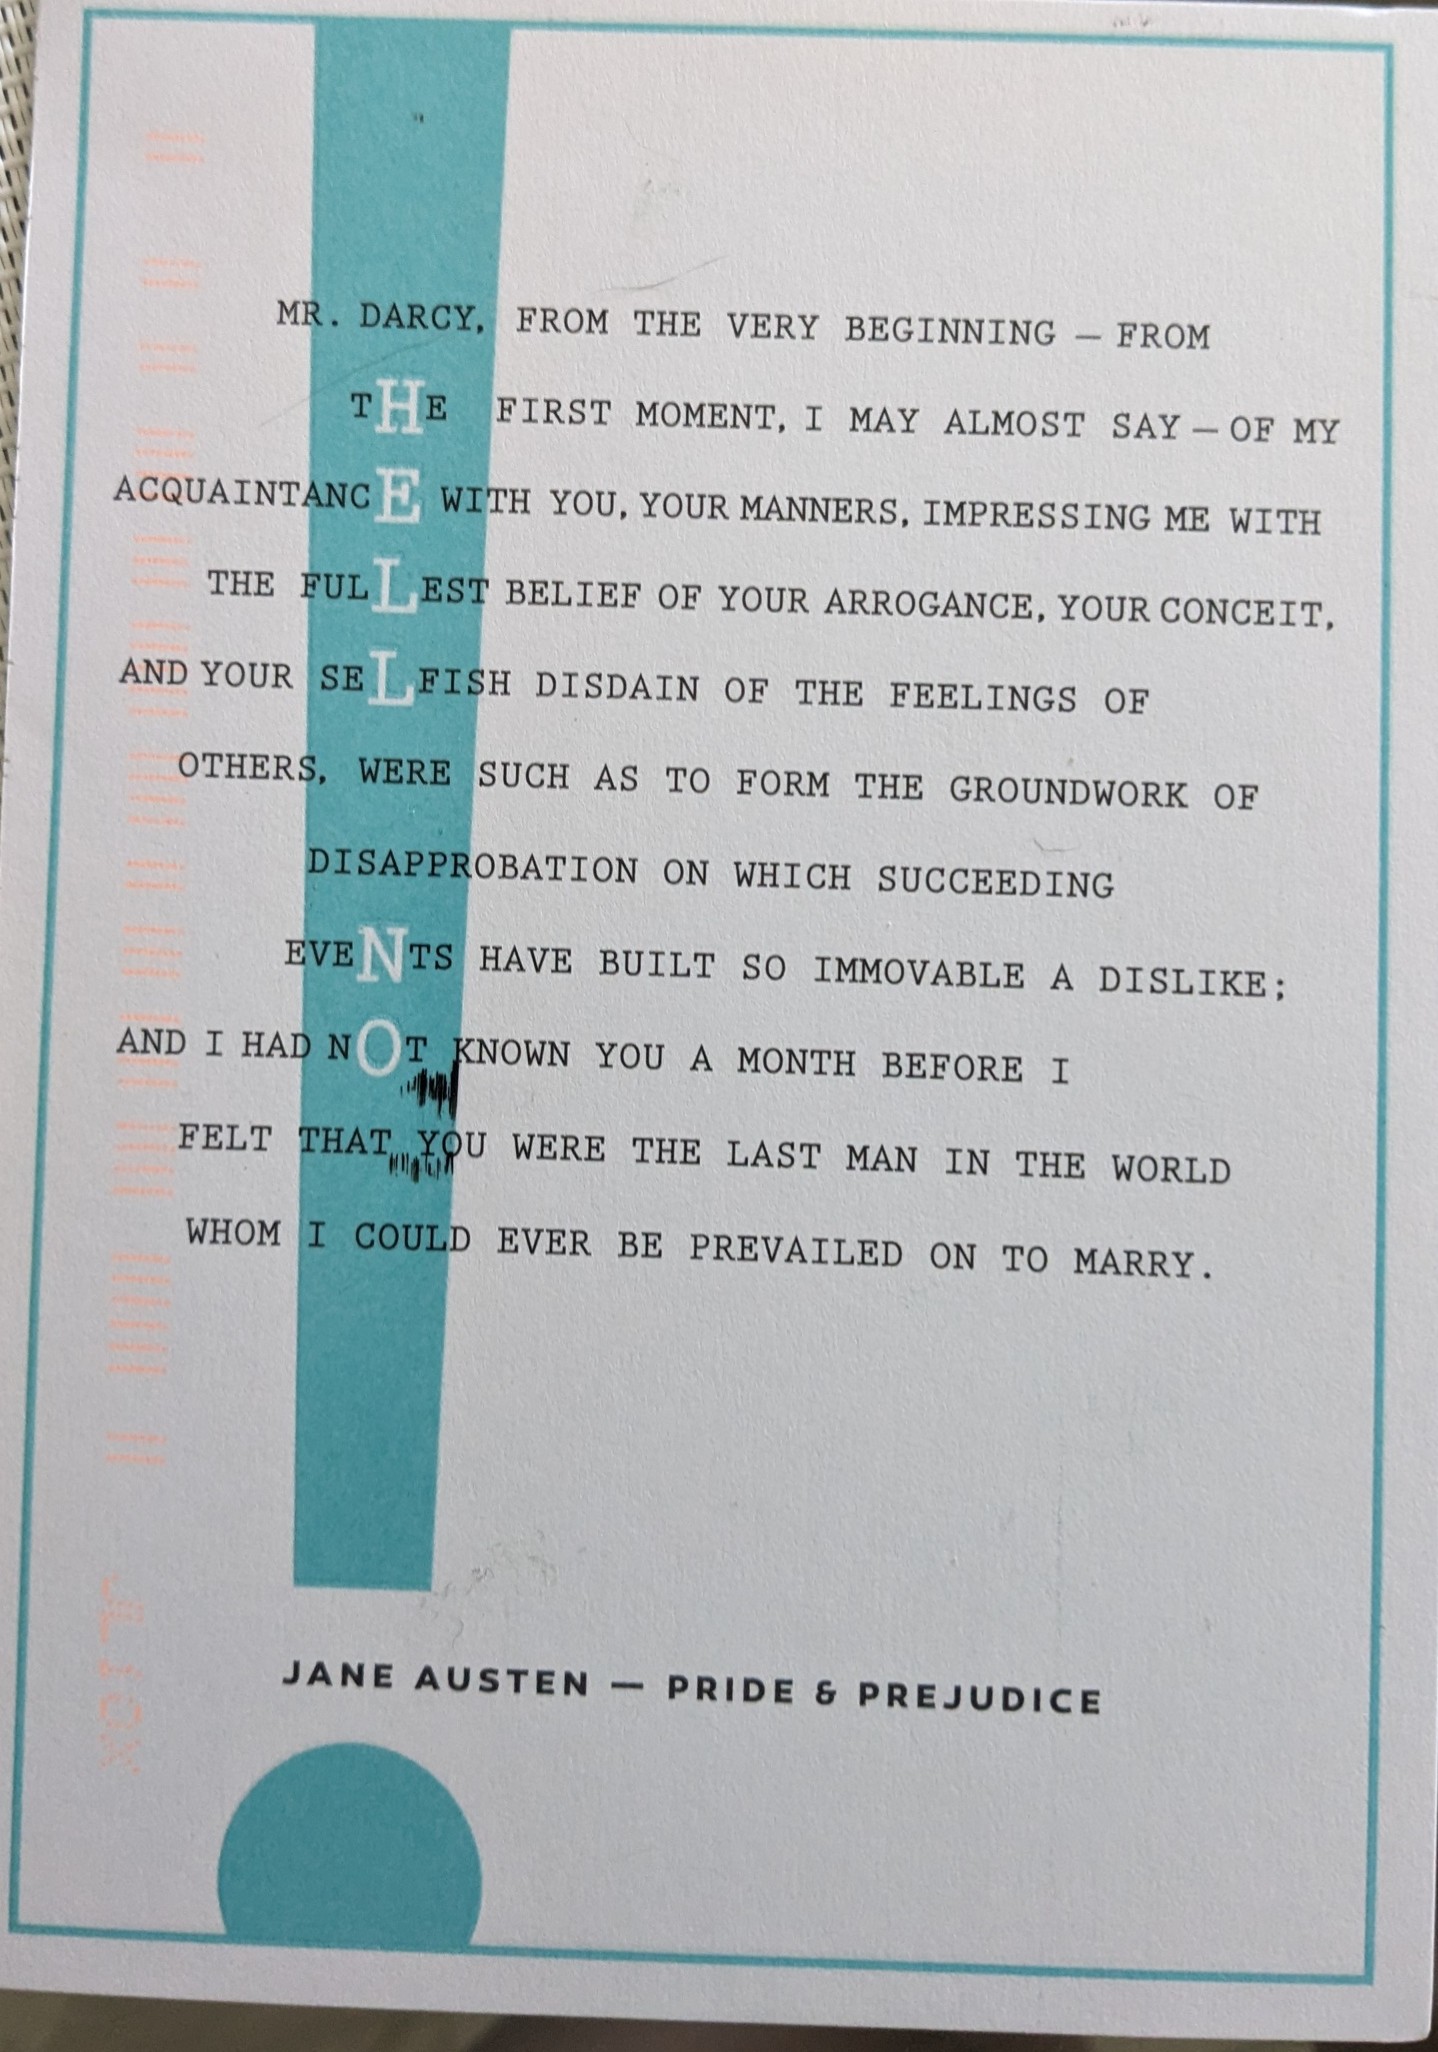 MR. DARCY, FROM THE VERY BEGINNING — FROM
THE FIRST MOMENT, I MAY ALMOST SAY — OF MY
ACQUAINTANCE WITH YOU, YOUR MANNERS, IMPRESSING ME WITH
THE FULLEST BELIEF OF YOUR ARROGANCE, YOUR CONCEIT,
AND YOUR SELFISH DISDAIN OF THE FEELINGS OF
OTHERS, WERE SUCH AS TO FORM THE GROUNDWORK OF
DISAPPROBATION ON WHICH SUCCEEDING
EVENTS HAVE BUILT SO IMMOVABLE A DISLIKE;
AND I HAD NOT KNOWN YOU A MONTH BEFORE I
FELT THAT YOU WERE THE LAST MAN IN THE WORLD
WHOM I COULD EVER BE PREVAILED ON TO MARRY.
JANE AUSTEN — PRIDE & PREJUDICE